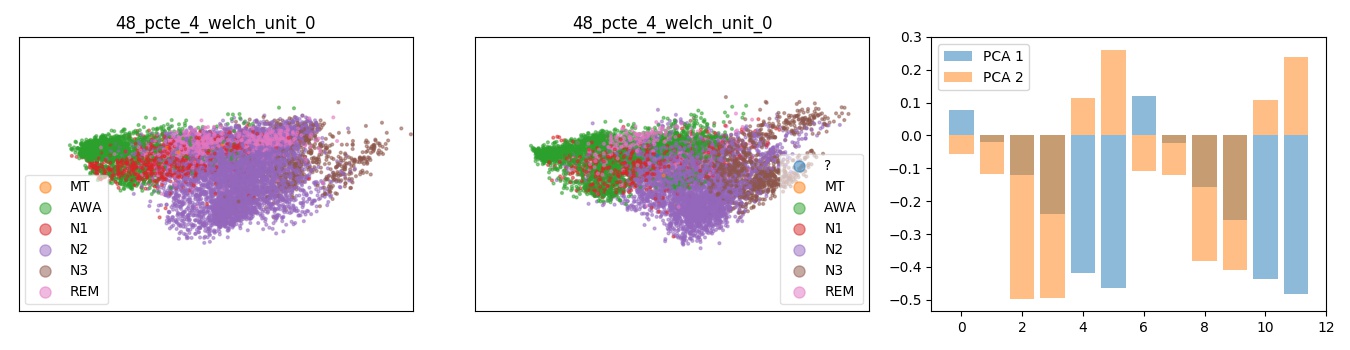 48_pcte_4_welch_unit_0
MT
AWA
N1
N2
N3
REM
48_pcte_4_welch_unit_0
?
MT
AWA
N1
N2
N3
REM
PCA 1
PCA 2
0.3
0.2
0.1
0.0
−0.1
−0.2
−0.3
−0.4
−0.5
0 2 4 6 8 10 12